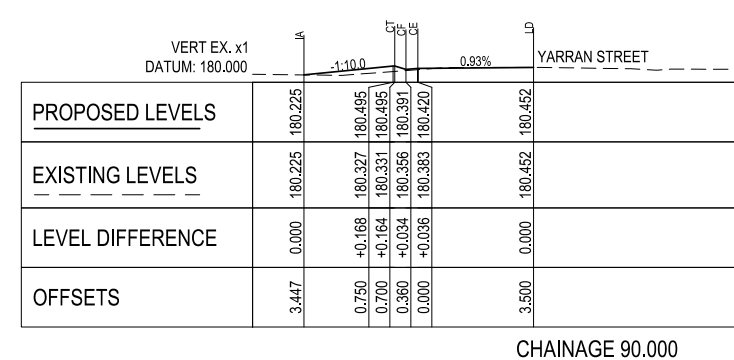 IA CT CF CE LD
VERT EX. x1
DATUM: 180.000
-1:10.0 0.93% YARRAN STREET
PROPOSED LEVELS 180.225 180.495 180.495 180.391 180.420 180.452
EXISTING LEVELS 180.225 180.327 180.331 180.356 180.383 180.452
LEVEL DIFFERENCE 0.000 +0.168 +0.164 +0.034 +0.036 0.000
OFFSETS 3.447 0.750 0.700 0.360 0.000 3.500
CHAINAGE 90.000